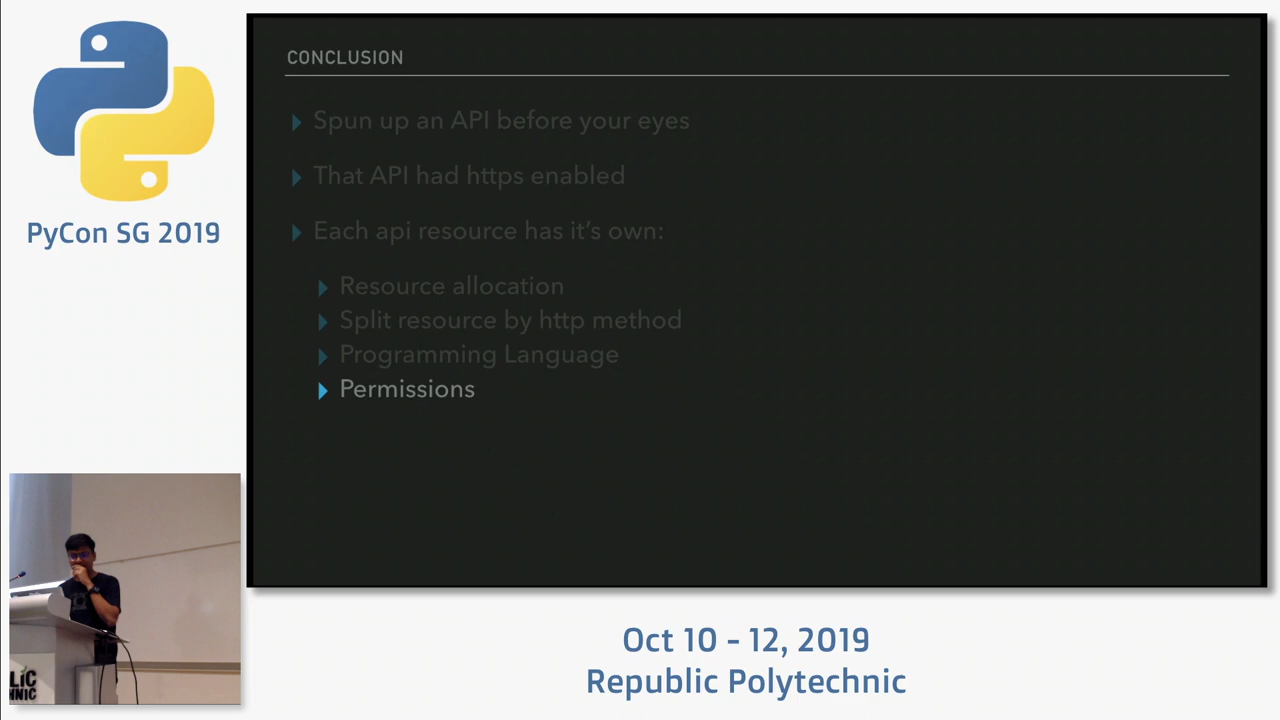 PyCon SG 2019
CONCLUSION
Spun up an API before your eyes
That API had https enabled
Each api resource has it’s own:
Resource allocation
Split resource by http method
Programming Language
Permissions
LIC
HNIC
Oct 10 - 12, 2019
Republic Polytechnic